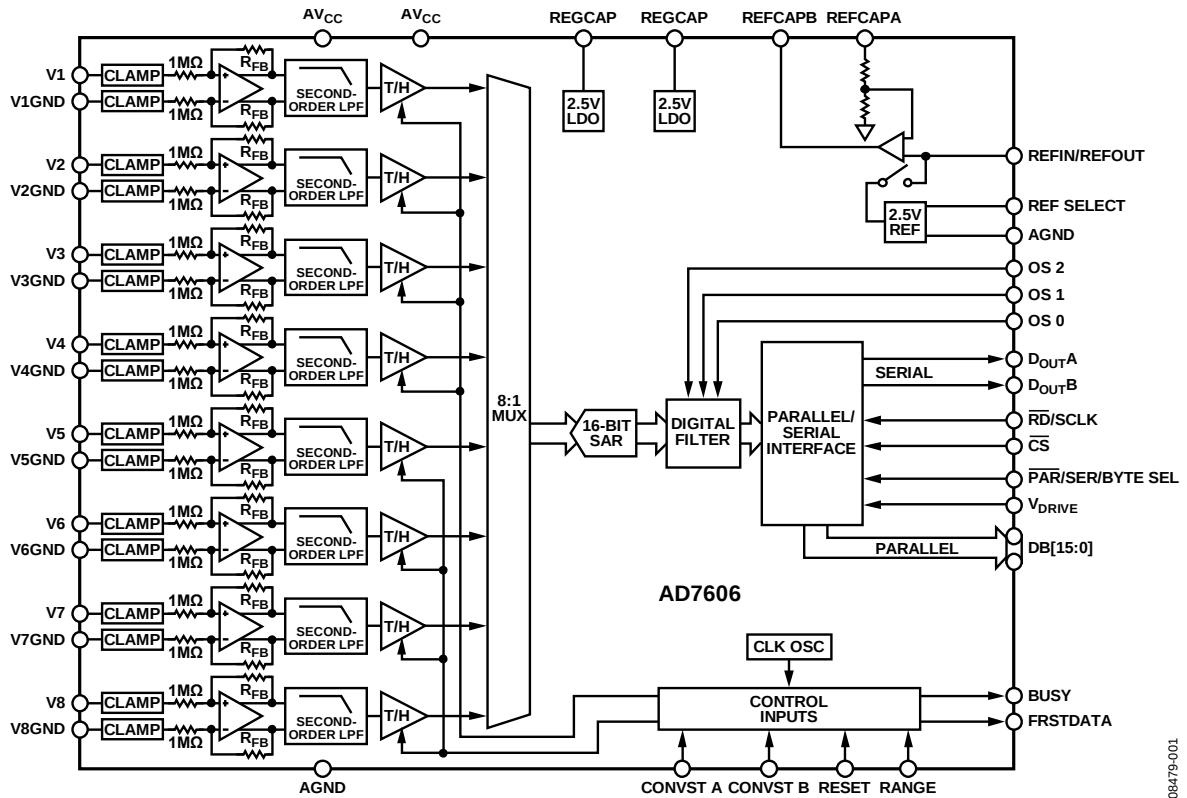 AVCC
AVCC
REGCAP
REGCAP
REFCAPB
REFCAPA
V1
CLAMP
1MΩ
+
RFB
V1GND
CLAMP
1MΩ
−
RFB
SECOND-
ORDER LPF
T/H
V2
CLAMP
1MΩ
+
RFB
V2GND
CLAMP
1MΩ
−
RFB
SECOND-
ORDER LPF
T/H
V3
CLAMP
1MΩ
+
RFB
V3GND
CLAMP
1MΩ
−
RFB
SECOND-
ORDER LPF
T/H
V4
CLAMP
1MΩ
+
RFB
V4GND
CLAMP
1MΩ
−
RFB
SECOND-
ORDER LPF
T/H
V5
CLAMP
1MΩ
+
RFB
V5GND
CLAMP
1MΩ
−
RFB
SECOND-
ORDER LPF
T/H
V6
CLAMP
1MΩ
+
RFB
V6GND
CLAMP
1MΩ
−
RFB
SECOND-
ORDER LPF
T/H
V7
CLAMP
1MΩ
+
RFB
V7GND
CLAMP
1MΩ
−
RFB
SECOND-
ORDER LPF
T/H
V8
CLAMP
1MΩ
+
RFB
V8GND
CLAMP
1MΩ
−
RFB
SECOND-
ORDER LPF
T/H
8:1
MUX
2.5V
LDO
2.5V
LDO
2.5V
REF
REFIN/REFOUT
REF SELECT
AGND
OS 2
OS 1
OS 0
16-BIT
SAR
DIGITAL
FILTER
PARALLEL/
SERIAL
INTERFACE
SERIAL
PARALLEL
DOUTA
DOUTB
R̅D̅/SCLK
C̅S̅
P̅A̅R̅/SER/BYTE SEL
VDRIVE
DB[15:0]
AD7606
CLK OSC
CONTROL
INPUTS
BUSY
FRSTDATA
AGND
CONVST A
CONVST B
RESET
RANGE
08479-001